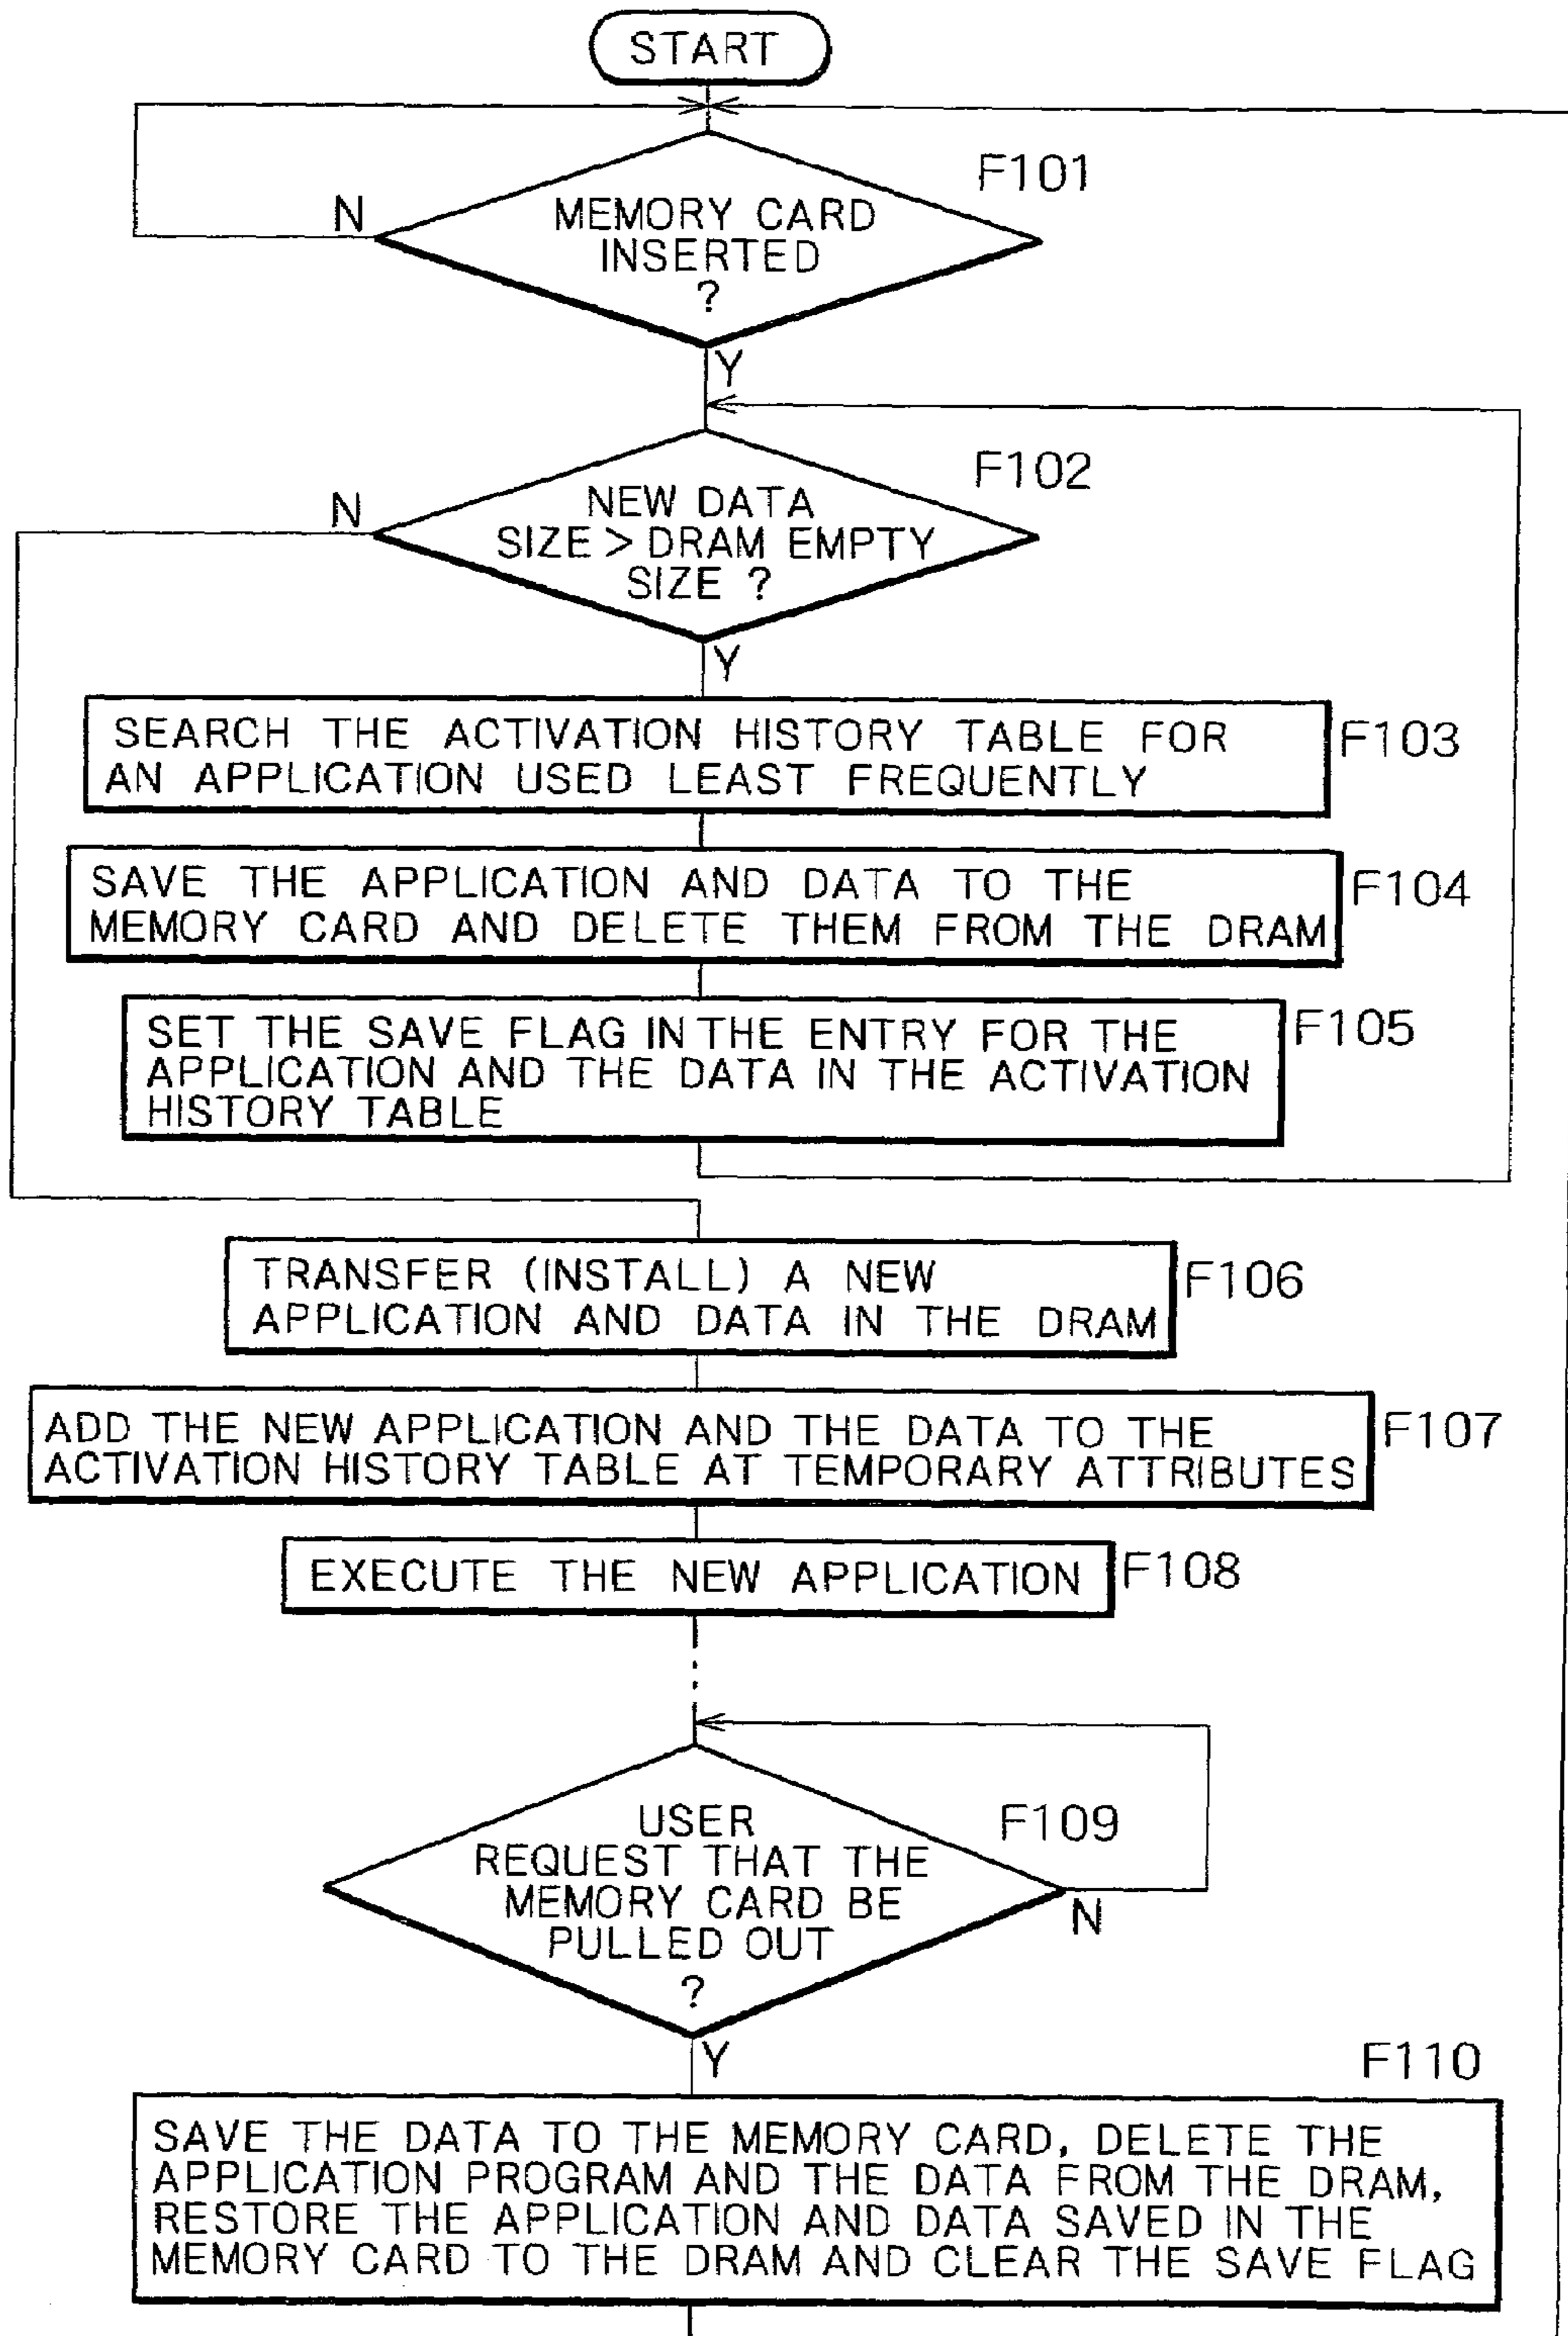 START
F101
N
MEMORY CARD
INSERTED
?
Y
F102
N
NEW DATA
SIZE > DRAM EMPTY
SIZE ?
Y
SEARCH THE ACTIVATION HISTORY TABLE FOR
AN APPLICATION USED LEAST FREQUENTLY
F103
SAVE THE APPLICATION AND DATA TO THE
MEMORY CARD AND DELETE THEM FROM THE DRAM
F104
SET THE SAVE FLAG IN THE ENTRY FOR THE
APPLICATION AND THE DATA IN THE ACTIVATION
HISTORY TABLE
F105
TRANSFER (INSTALL) A NEW
APPLICATION AND DATA IN THE DRAM
F106
ADD THE NEW APPLICATION AND THE DATA TO THE
ACTIVATION HISTORY TABLE AT TEMPORARY ATTRIBUTES
F107
EXECUTE THE NEW APPLICATION
F108
USER
REQUEST THAT THE
MEMORY CARD BE
PULLED OUT
?
F109
N
Y
F110
SAVE THE DATA TO THE MEMORY CARD, DELETE THE
APPLICATION PROGRAM AND THE DATA FROM THE DRAM,
RESTORE THE APPLICATION AND DATA SAVED IN THE
MEMORY CARD TO THE DRAM AND CLEAR THE SAVE FLAG